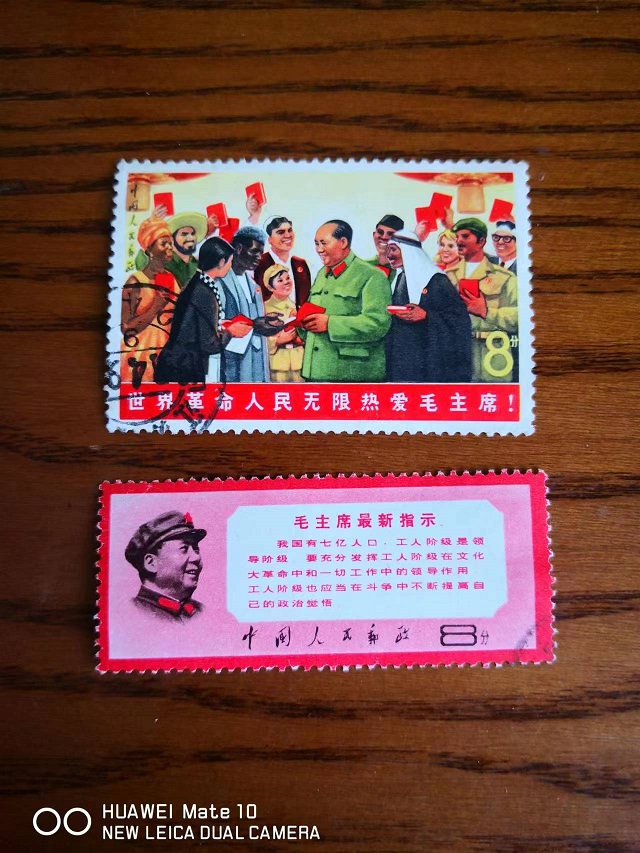 中国人民邮政
8分
世界革命人民无限热爱毛主席！
毛主席最新指示
我国有七亿人口，工人阶级是领
导阶级 要充分发挥工人阶级在文化
大革命中和一切工作中的领导作用
工人阶级也应当在斗争中不断提高自
己的政治觉悟
中国人民邮政 8分
HUAWEI Mate 10
NEW LEICA DUAL CAMERA